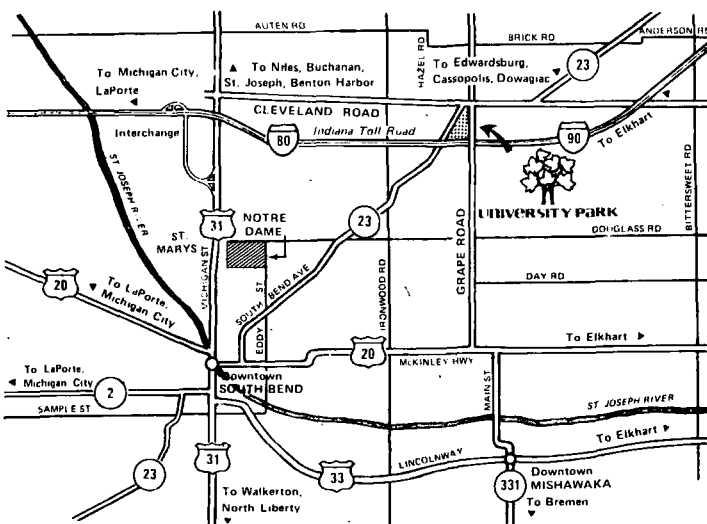 AUTEN RD
HAZEL RD
BRICK RD
ANDERSON RD
To Michigan City,
LaPorte
To Niles, Buchanan,
St. Joseph, Benton Harbor
To Edwardsburg,
Cassopolis, Dowagiac
23
CLEVELAND ROAD
Interchange
80
Indiana Toll Road
90
To Elkhart
ST JOSEPH RIVER
BITTERSWEET RD
UNIVERSITY PARK
31
NOTRE
DAME
23
ST.
MARYS
MICHIGAN ST
DOUGLASS RD
GRAPE ROAD
IRONWOOD RD
20
To LaPorte,
Michigan City
SOUTH BEND AVE
EDDY ST
DAY RD
To Elkhart
20
McKINLEY HWY
To LaPorte,
Michigan City
2
Downtown
SOUTH BEND
MAIN ST
SAMPLE ST
ST JOSEPH RIVER
To Elkhart
LINCOLNWAY
23
31
33
331
Downtown
MISHAWAKA
To Walkerton,
North Liberty
To Bremen